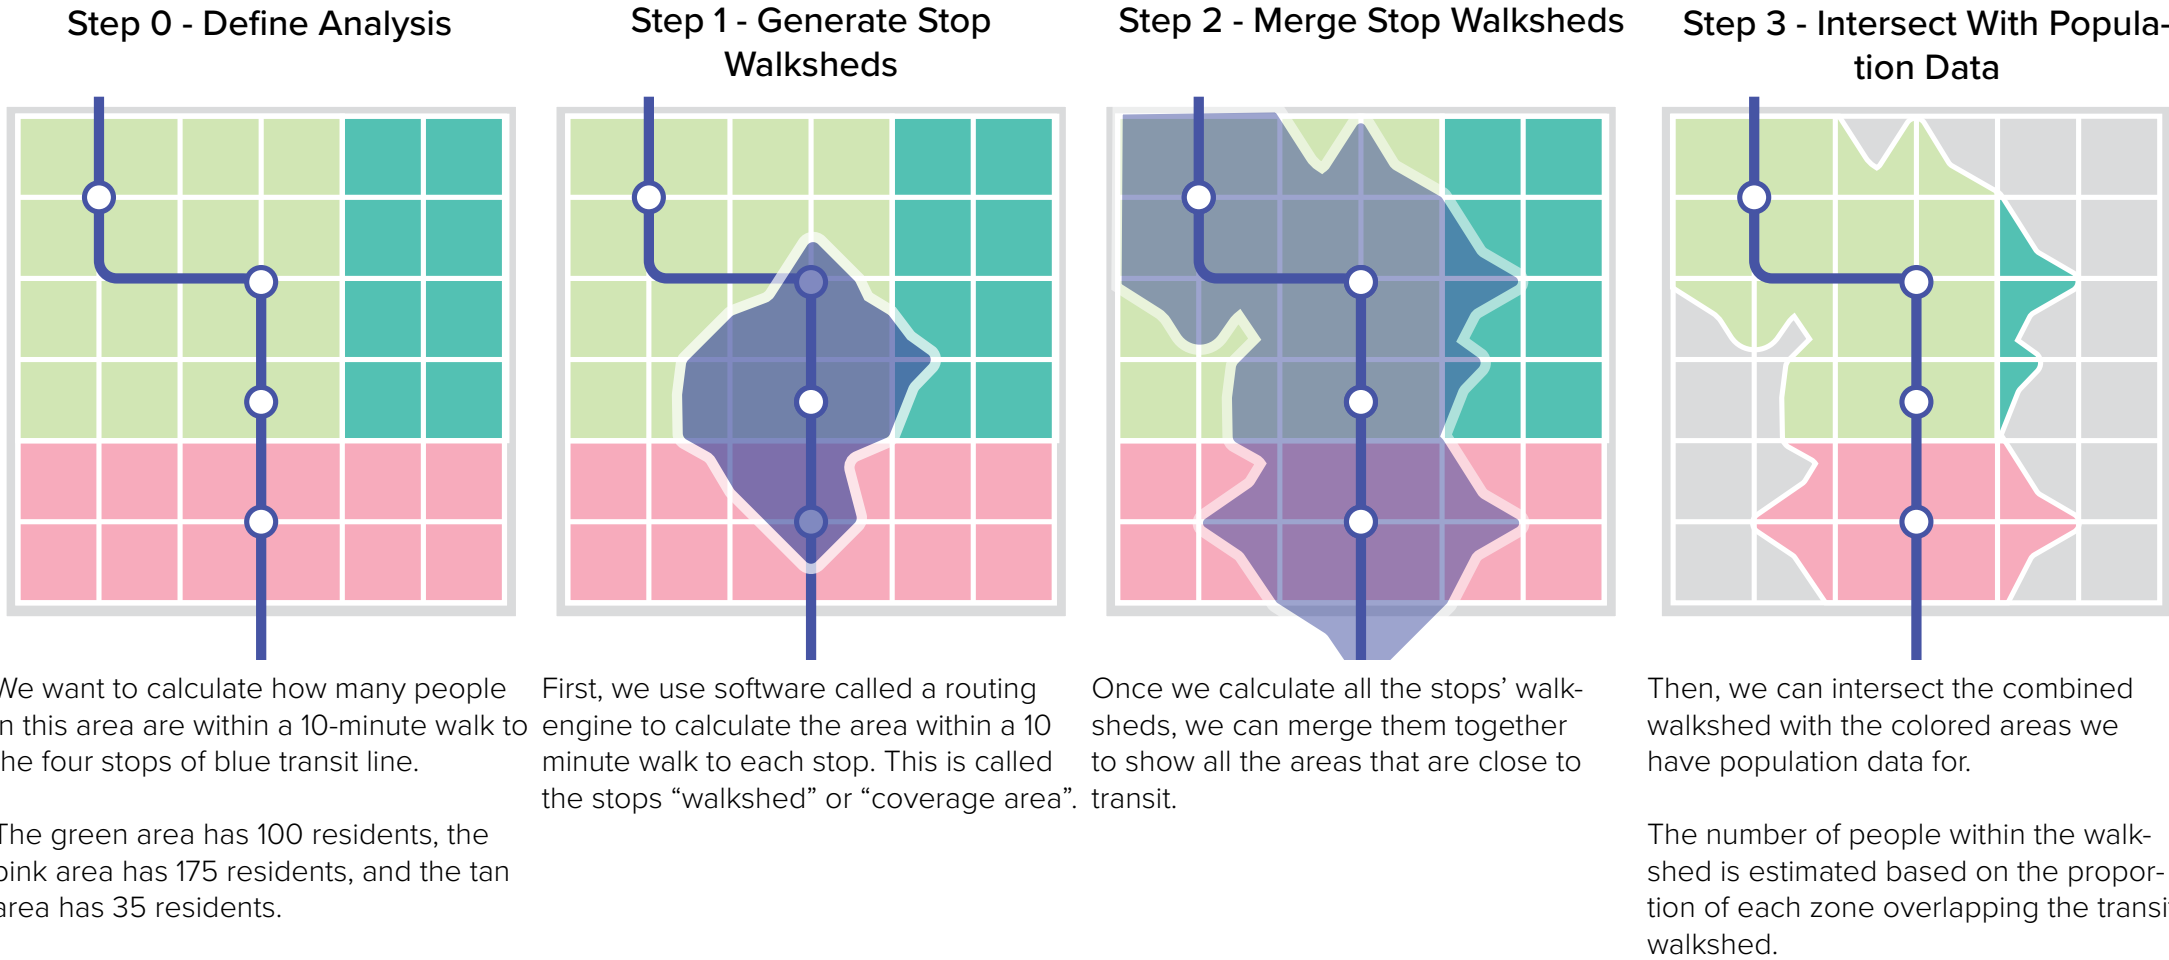 Step 0 - Define Analysis
We want to calculate how many people
in this area are within a 10-minute walk to
the four stops of blue transit line.
The green area has 100 residents, the
pink area has 175 residents, and the tan
area has 35 residents.
Step 1 - Generate Stop
Walksheds
First, we use software called a routing
engine to calculate the area within a 10
minute walk to each stop. This is called
the stops “walkshed” or “coverage area”.
Step 2 - Merge Stop Walksheds
Once we calculate all the stops’ walk-
sheds, we can merge them together
to show all the areas that are close to
transit.
Step 3 - Intersect With Popula-
tion Data
Then, we can intersect the combined
walkshed with the colored areas we
have population data for.
The number of people within the walk-
shed is estimated based on the propor-
tion of each zone overlapping the transit
walkshed.